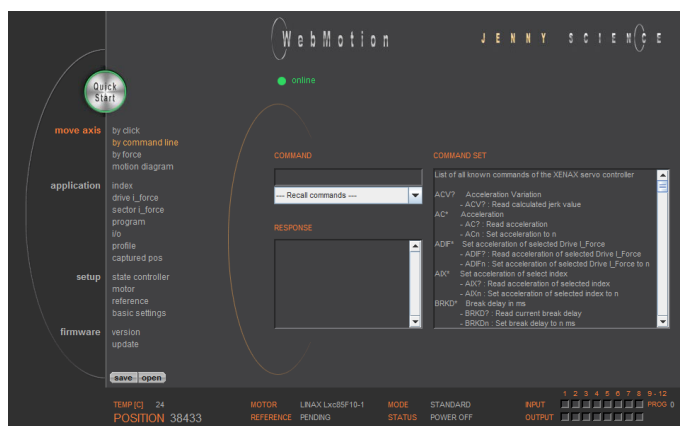 WebMotion
JENNY SCIENCE
online
Quick
Start
move axis
by click
by command line
by force
motion diagram
application
index
drive i_force
sector i_force
program
i/o
profile
captured pos
setup
state controller
motor
reference
basic settings
firmware
version
update
save open
COMMAND
---- Recall commands ----
RESPONSE
COMMAND SET
List of all known commands of the XENAX servo controller
ACV? Acceleration Variation
- ACV? : Read calculated jerk value
AC* Acceleration
- AC? : Read acceleration
- ACn : Set acceleration to n
ADIF* Set acceleration of selected Drive I_Force
- ADIF? : Read acceleration of selected Drive I_Force
- ADIFn : Set acceleration of selected Drive I_Force to n
AIX* Set acceleration of select index
- AIX? : Read acceleration of selected index
- AIXn : Set acceleration of selected index to n
BRKD* Break delay in ms
- BRKD? : Read current break delay
- BRKDn : Set break delay to n ms
TEMP [C] 24
POSITION 38433
MOTOR LINAX Lxc85F10-1
REFERENCE PENDING
MODE STANDARD
STATUS POWER OFF
1 2 3 4 5 6 7 8 9-12
INPUT PROG 0
OUTPUT